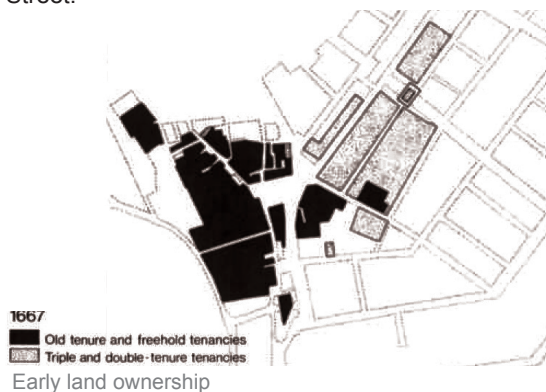 Street.
1667
Old tenure and freehold tenancies
Triple and double-tenure tenancies
Early land ownership